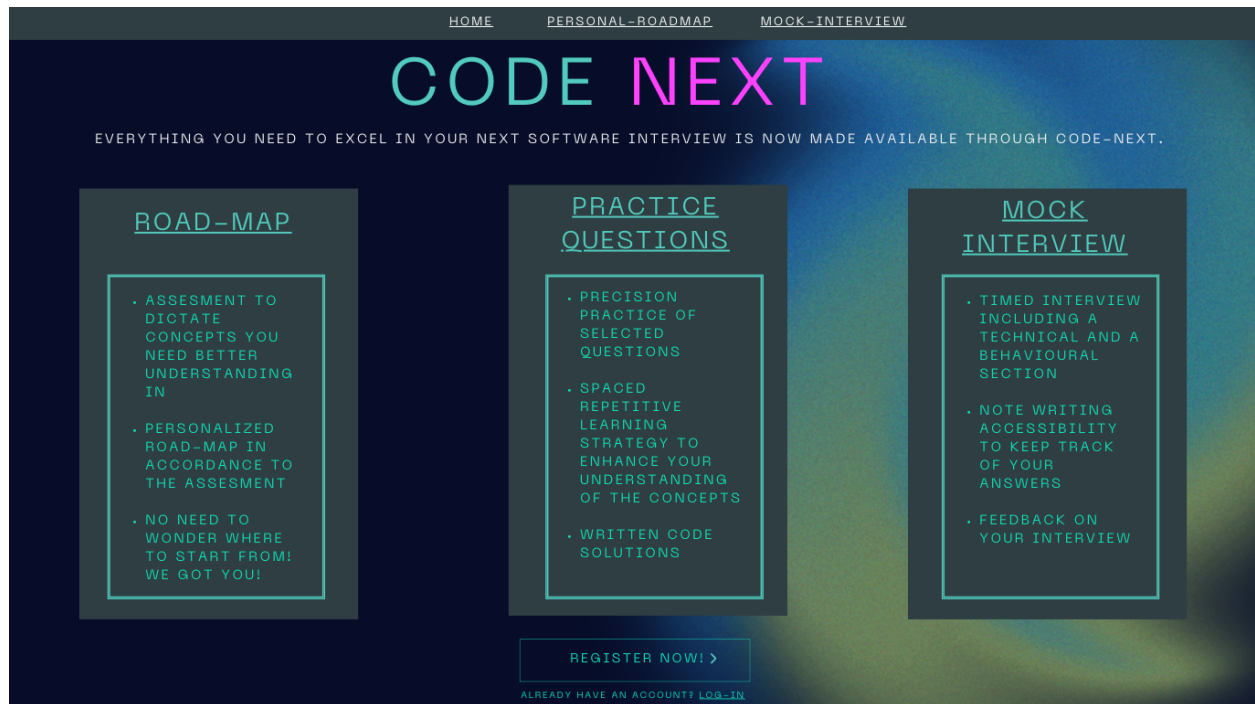 HOME PERSONAL-ROADMAP MOCK-INTERVIEW
CODE NEXT
EVERYTHING YOU NEED TO EXCEL IN YOUR NEXT SOFTWARE INTERVIEW IS NOW MADE AVAILABLE THROUGH CODE-NEXT.
ROAD-MAP
• ASSESMENT TO
DICTATE
CONCEPTS YOU
NEED BETTER
UNDERSTANDING
IN
• PERSONALIZED
ROAD-MAP IN
ACCORDANCE TO
THE ASSESMENT
• NO NEED TO
WONDER WHERE
TO START FROM!
WE GOT YOU!
PRACTICE
QUESTIONS
• PRECISION
PRACTICE OF
SELECTED
QUESTIONS
• SPACED
REPETITIVE
LEARNING
STRATEGY TO
ENHANCE YOUR
UNDERSTANDING
OF THE CONCEPTS
• WRITTEN CODE
SOLUTIONS
MOCK
INTERVIEW
• TIMED INTERVIEW
INCLUDING A
TECHNICAL AND A
BEHAVIOURAL
SECTION
• NOTE WRITING
ACCESSIBILITY
TO KEEP TRACK
OF YOUR
ANSWERS
• FEEDBACK ON
YOUR INTERVIEW
REGISTER NOW! >
ALREADY HAVE AN ACCOUNT? LOG-IN